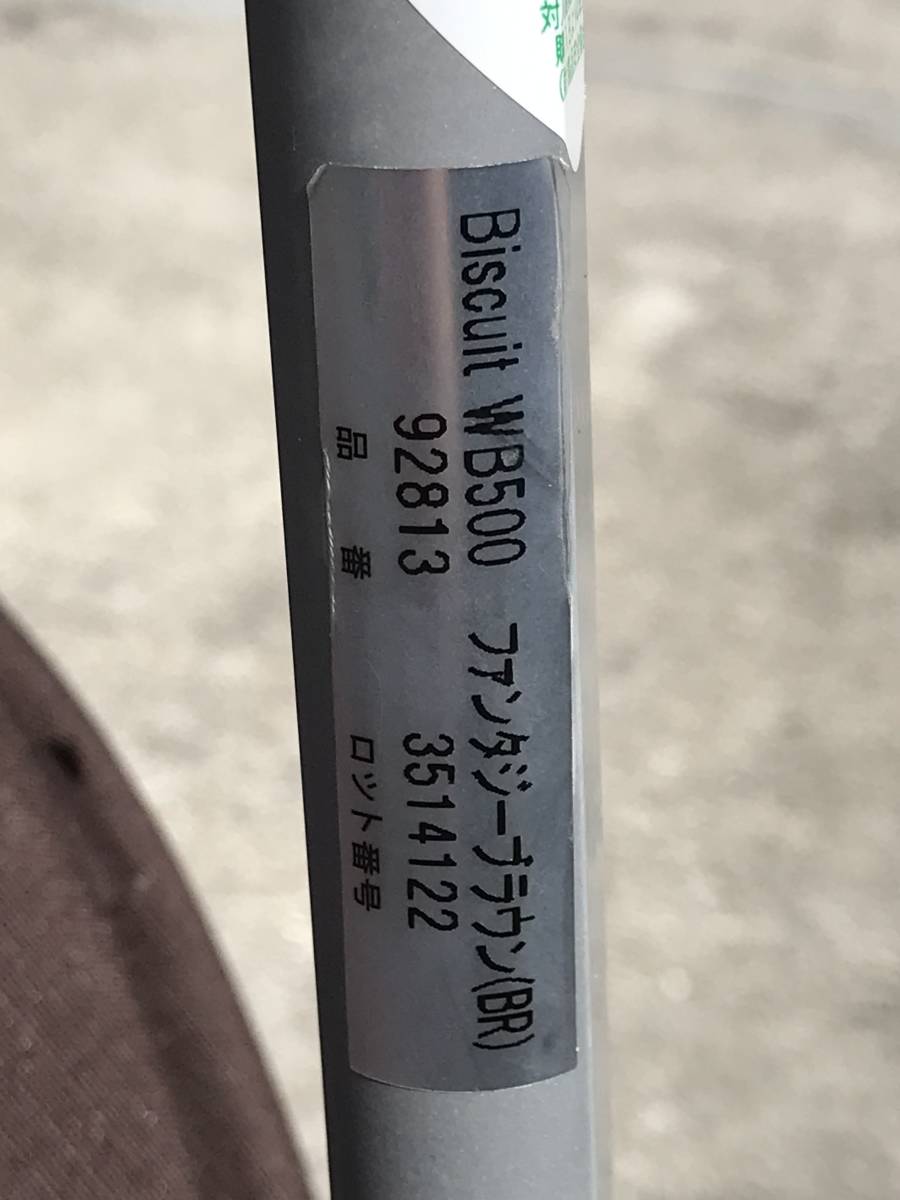 Biscuit WB500 ファンタジーブラウン(BR)
92813 3514122
品番 ロット番号
対